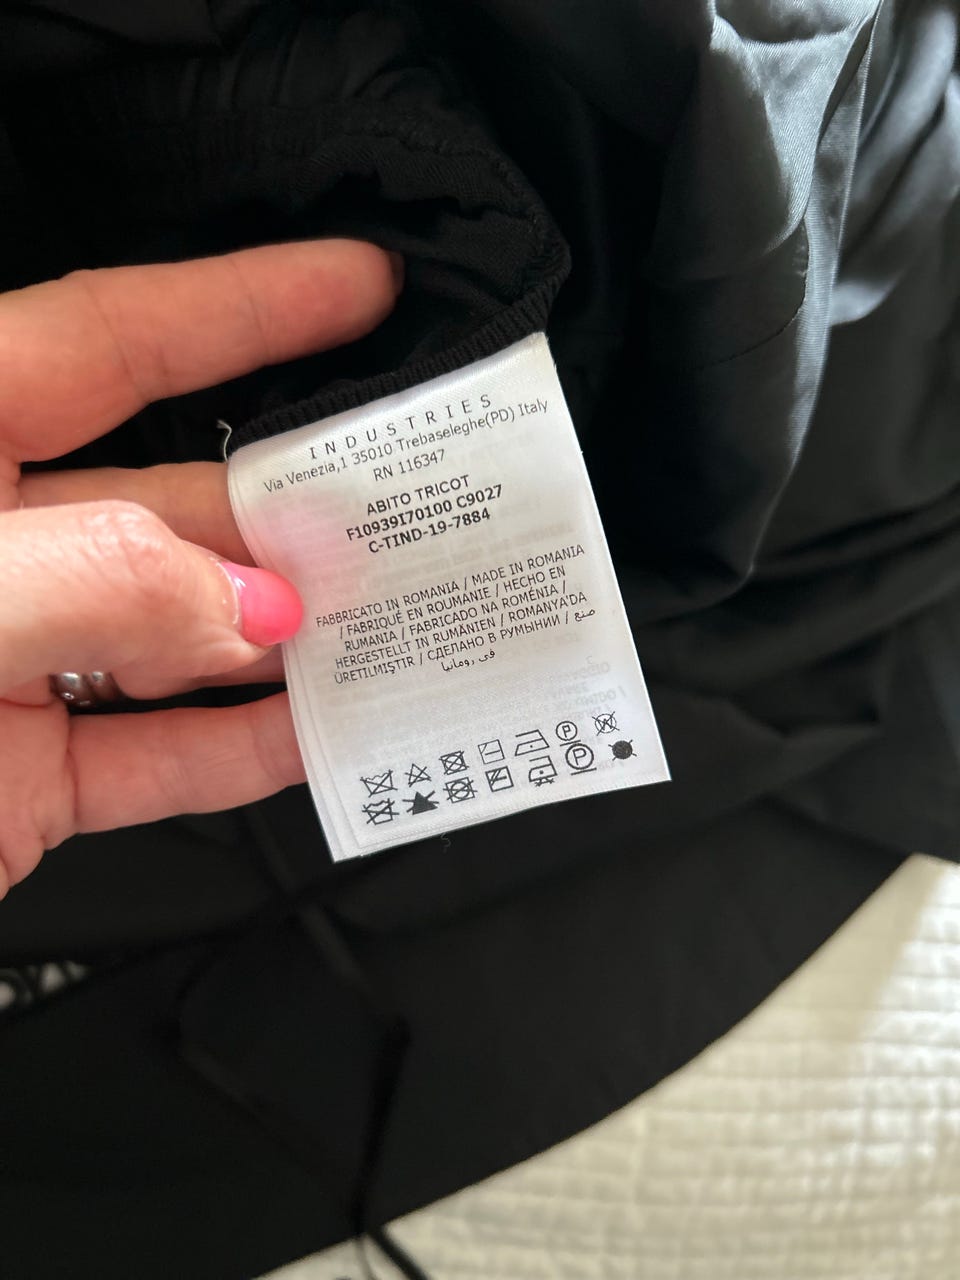 INDUSTRIES
Via Venezia,1 35010 Trebaseleghe(PD) Italy
RN 116347
ABITO TRICOT
F10939I70100 C9027
C-TIND-19-7884
FABBRICATO IN ROMANIA / MADE IN ROMANIA
/ FABRIQUÉ EN ROUMANIE / HECHO EN
RUMANIA / FABRICADO NA ROMÉNIA /
HERGESTELLT IN RUMÄNIEN / ROMANYA'DA
ÜRETILMIŞTIR / СДЕЛАНО В РУМЫНИИ / صنع
في رومانيا